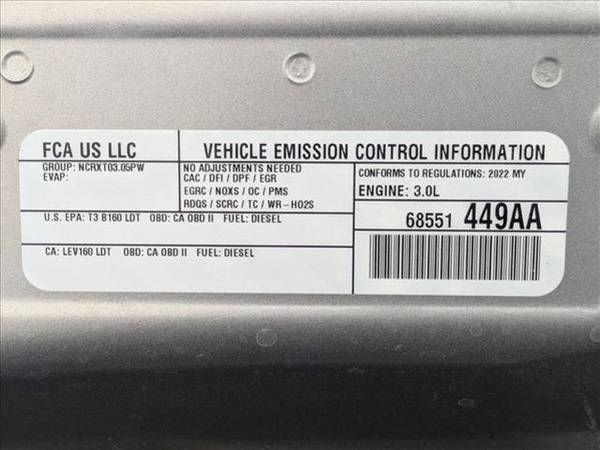 FCA US LLC
VEHICLE EMISSION CONTROL INFORMATION
GROUP: NCRXT03.05PW
EVAP:
NO ADJUSTMENTS NEEDED
CAC / DFI / DPF / EGR
EGRC / NOXS / OC / PMS
RDQS / SCRC / TC / WR-HO2S
CONFORMS TO REGULATIONS: 2022 MY
ENGINE: 3.0L
U.S. EPA: T3 B160 LDT OBD: CA OBD II FUEL: DIESEL
68551 449AA
CA: LEV160 LDT OBD: CA OBD II FUEL: DIESEL